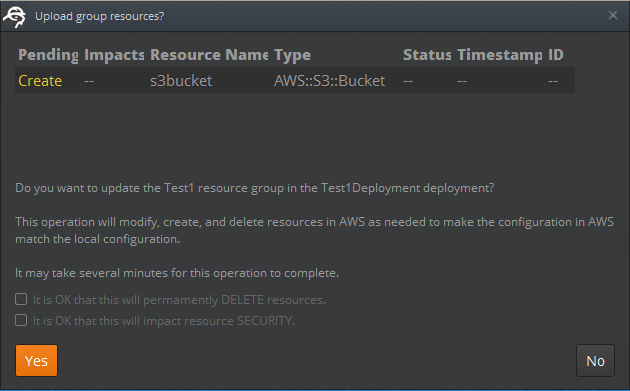 Upload group resources?
Pending Impacts Resource Name Type Status Timestamp ID
Create -- s3bucket AWS::S3::Bucket -- -- --
Do you want to update the Test1 resource group in the Test1Deployment deployment?
This operation will modify, create, and delete resources in AWS as needed to make the configuration in AWS
match the local configuration.
It may take several minutes for this operation to complete.
It is OK that this will permamently DELETE resources.
It is OK that this will impact resource SECURITY.
Yes No